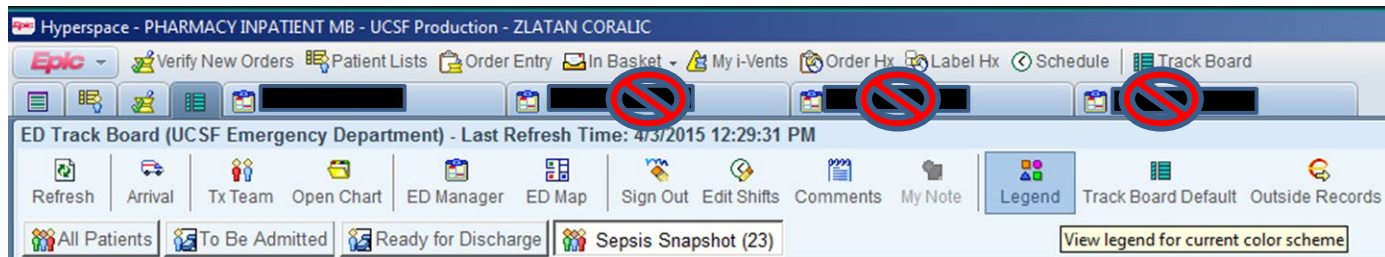 Hyperspace - PHARMACY INPATIENT MB - UCSF Production - ZLATAN CORALIC
Epic Verify New Orders Patient Lists Order Entry In Basket My i-Vents Order Hx Label Hx Schedule Track Board
ED Track Board (UCSF Emergency Department) - Last Refresh Time: 4/3/2015 12:29:31 PM
Refresh Arrival Tx Team Open Chart ED Manager ED Map Sign Out Edit Shifts Comments My Note Legend Track Board Default Outside Records
All Patients To Be Admitted Ready for Discharge Sepsis Snapshot (23) View legend for current color scheme